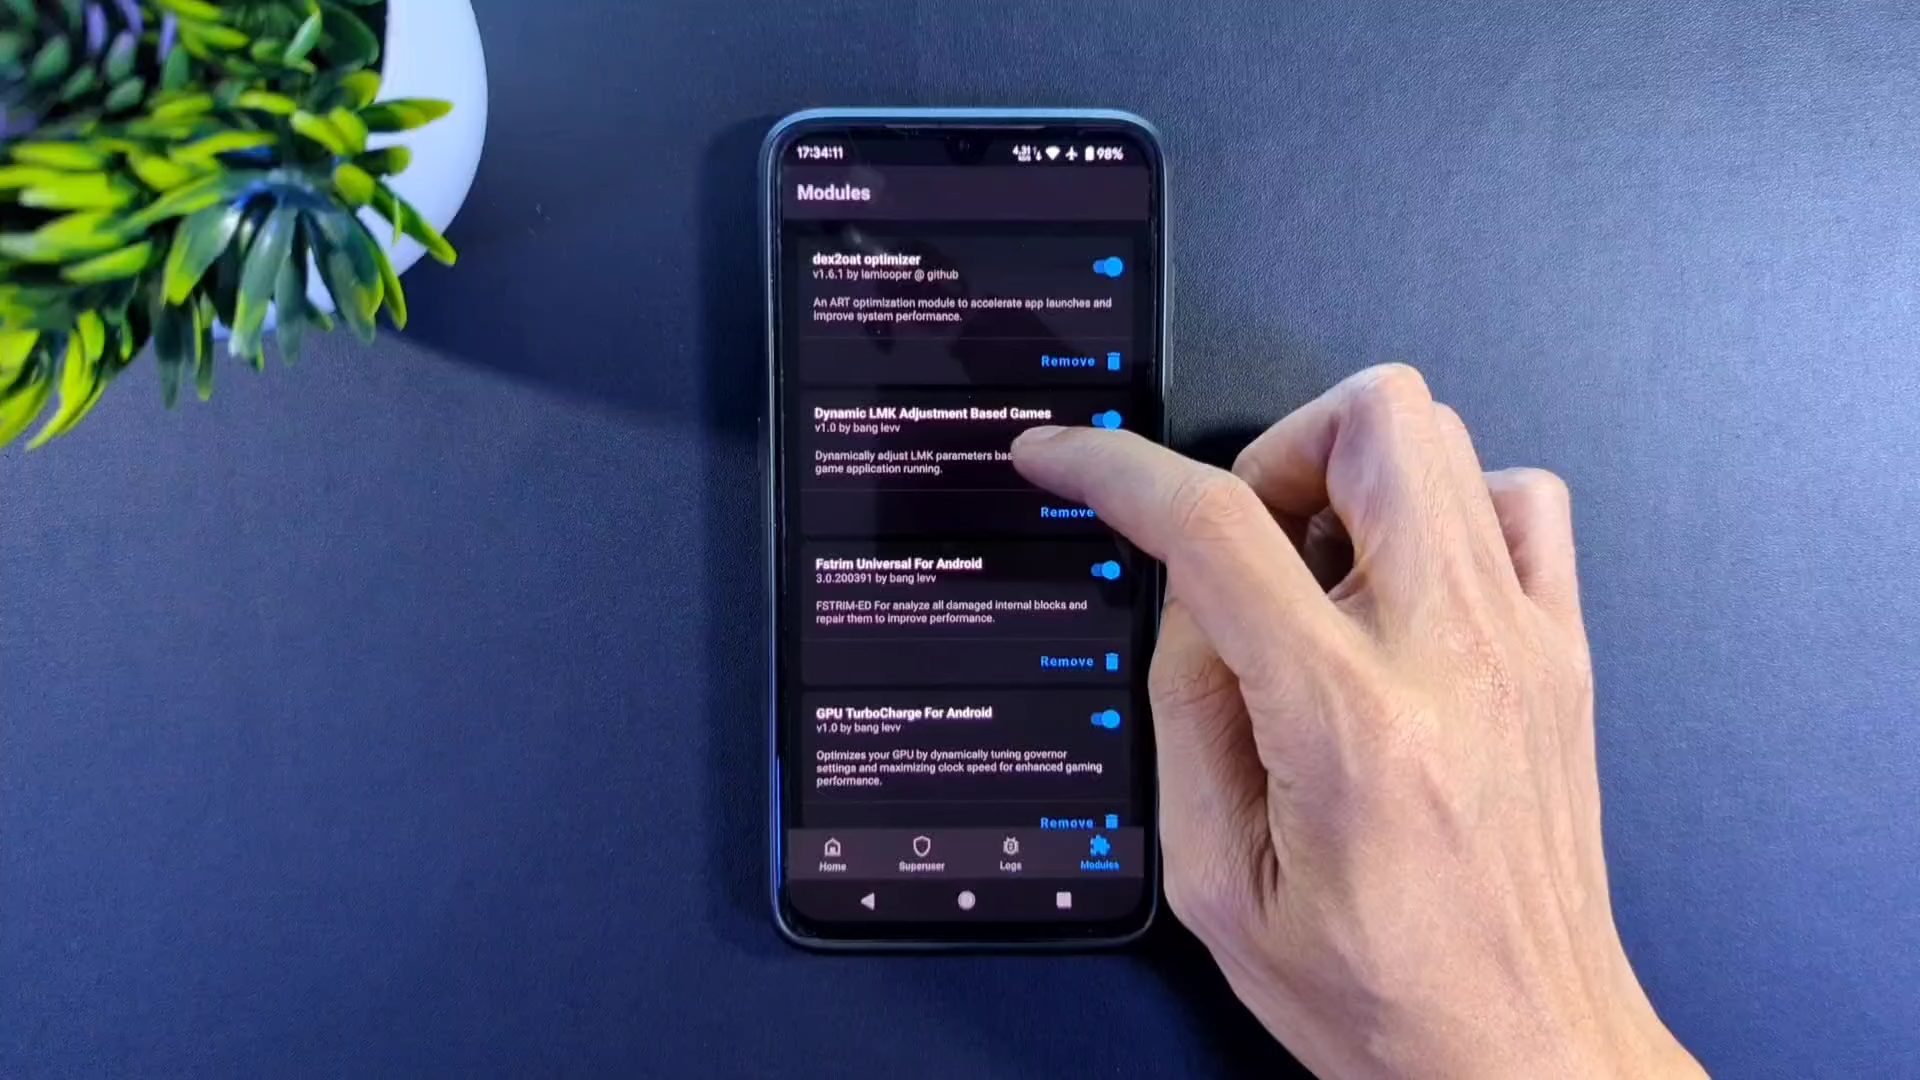 17:34:11
4.31
98%
Modules
dex2oat optimizer
v1.6.1 by iamlooper @ github
An ART optimization module to accelerate app launches and
improve system performance.
Remove
Dynamic LMK Adjustment Based Games
v1.0 by bang levv
Dynamically adjust LMK parameters bas
game application running.
Remove
Fstrim Universal For Android
3.0.200391 by bang levv
FSTRIM-ED For analyze all damaged internal blocks and
repair them to improve performance.
Remove
GPU TurboCharge For Android
v1.0 by bang levv
Optimizes your GPU by dynamically tuning governor
settings and maximizing clock speed for enhanced gaming
performance.
Remove
Home
Superuser
Logs
Modules